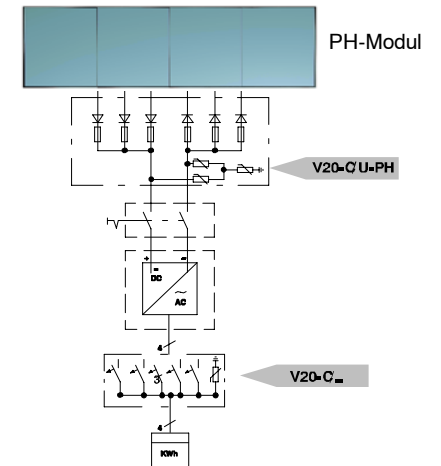 PH-Modul
V20-C/U-PH
+ -
DC
AC
4
3
V20-C/...
4
KWh